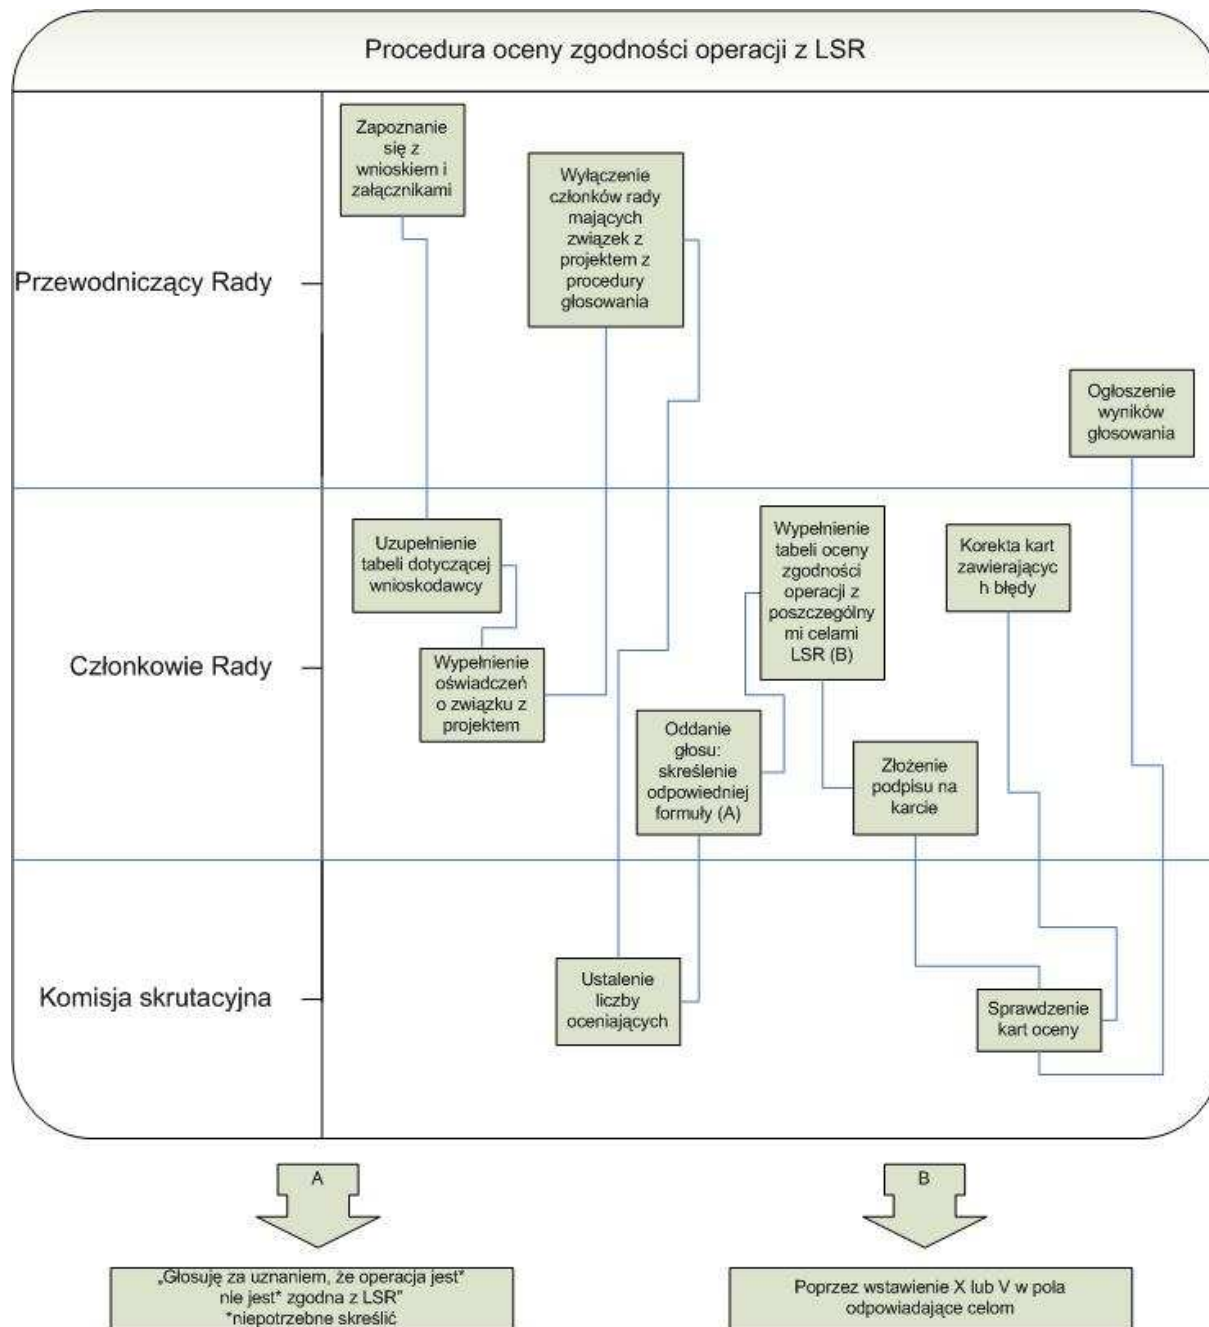 Procedura oceny zgodności operacji z LSR
Zapoznanie
się z
wnioskiem i
załącznikami
Wyłączenie
członków rady
mających
związek z
projektem z
procedury
głosowania
Przewodniczący Rady
Ogłoszenie
wyników
głosowania
Uzupełnienie
tabeli dotyczącej
wnioskodawcy
Wypełnienie
tabeli oceny
zgodności
operacji z
poszczególny
mi celami
LSR (B)
Korekta kart
zawierającyc
h błędy
Członkowie Rady
Wypełnienie
oświadczeń
o związku z
projektem
Oddanie
głosu:
skreślenie
odpowiedniej
formuły (A)
Złożenie
podpisu na
karcie
Komisja skrutacyjna
Ustalenie
liczby
oceniających
Sprawdzenie
kart oceny
A
B
„Głosuję za uznaniem, że operacja jest*
nie jest* zgodna z LSR”
*niepotrzebne skreślić
Poprzez wstawienie X lub V w pola
odpowiadające celom